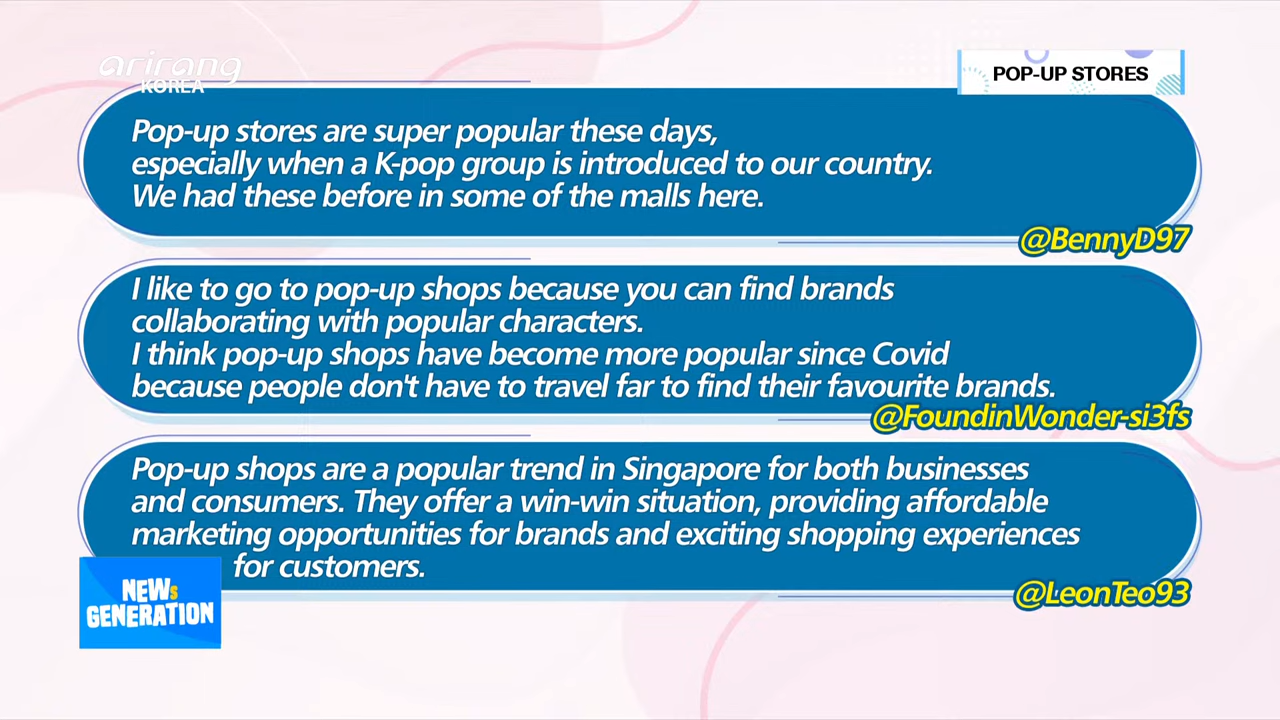 arirang
KOREA
POP-UP STORES
Pop-up stores are super popular these days,
especially when a K-pop group is introduced to our country.
We had these before in some of the malls here.
@BennyD97
I like to go to pop-up shops because you can find brands
collaborating with popular characters.
I think pop-up shops have become more popular since Covid
because people don't have to travel far to find their favourite brands.
@FoundinWonder-si3fs
Pop-up shops are a popular trend in Singapore for both businesses
and consumers. They offer a win-win situation, providing affordable
marketing opportunities for brands and exciting shopping experiences
for customers.
@LeonTeo93
NEWs
GENERATION